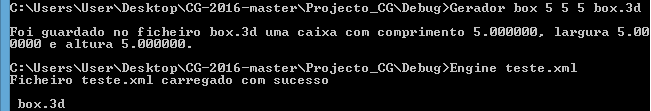 C:\Users\User\Desktop\CG-2016-master\Projecto_CG\Debug>Gerador box 5 5 5 box.3d
Foi guardado no ficheiro box.3d uma caixa com comprimento 5.000000, largura 5.00
0000 e altura 5.000000.
C:\Users\User\Desktop\CG-2016-master\Projecto_CG\Debug>Engine teste.xml
Ficheiro teste.xml carregado com sucesso
box.3d